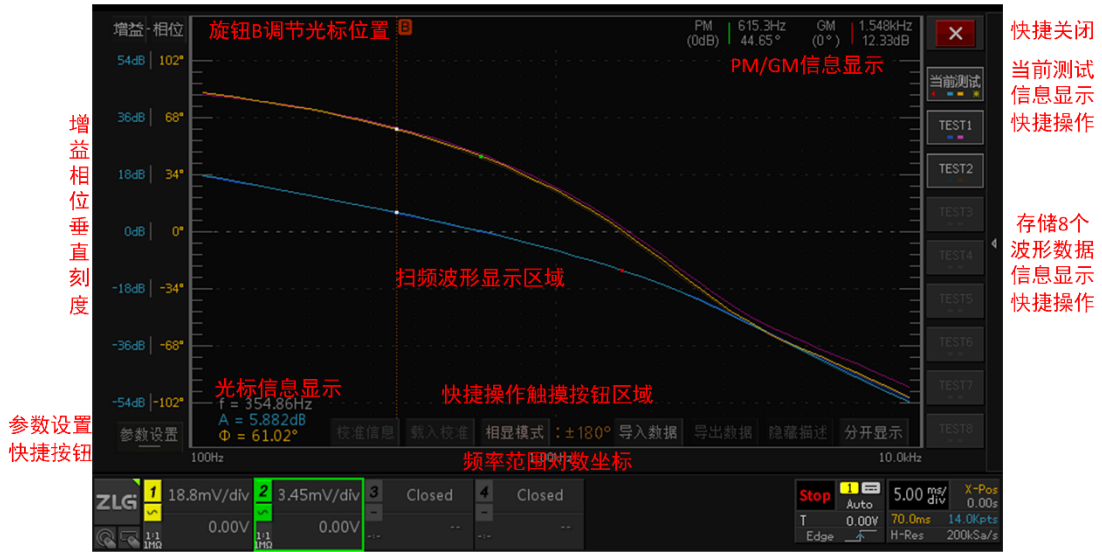 增益-相位
旋钮B调节光标位置
B
PM
(0dB)
615.3Hz
44.65°
GM
(0°)
1.548kHz
12.33dB
PM/GM信息显示
快捷关闭
当前测试
信息显示
快捷操作
当前测试
TEST1
TEST2
TEST3
TEST4
TEST5
TEST6
TEST7
TEST8
存储8个
波形数据
信息显示
快捷操作
54dB 102°
36dB 68°
18dB 34°
0dB 0°
-18dB -34°
-36dB -68°
-54dB -102°
增益相位垂直刻度
扫频波形显示区域
光标信息显示
f = 354.86Hz
A = 5.882dB
Φ = 61.02°
快捷操作触摸按钮区域
参数设置
快捷按钮
参数设置
校准信息
载入校准
相显模式 : ±180°
导入数据
导出数据
隐藏描述
分开显示
100Hz
1.00kHz
10.0kHz
频率范围对数坐标
ZLG
1 18.8mV/div
0.00V
1:1
1MΩ
2 3.45mV/div
0.00V
1:1
1MΩ
3 Closed
--
-:-
4 Closed
--
-:-
Stop
1
Auto
T 0.00V
Edge
5.00 ms/div
X-Pos
0.00s
70.0ms 14.0Kpts
H-Res 200kSa/s